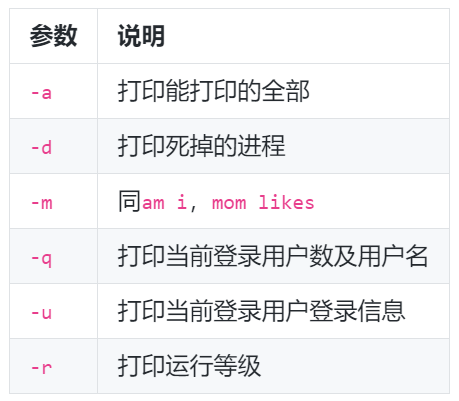 参数 说明
-a 打印能打印的全部
-d 打印死掉的进程
-m 同am i, mom likes
-q 打印当前登录用户数及用户名
-u 打印当前登录用户登录信息
-r 打印运行等级